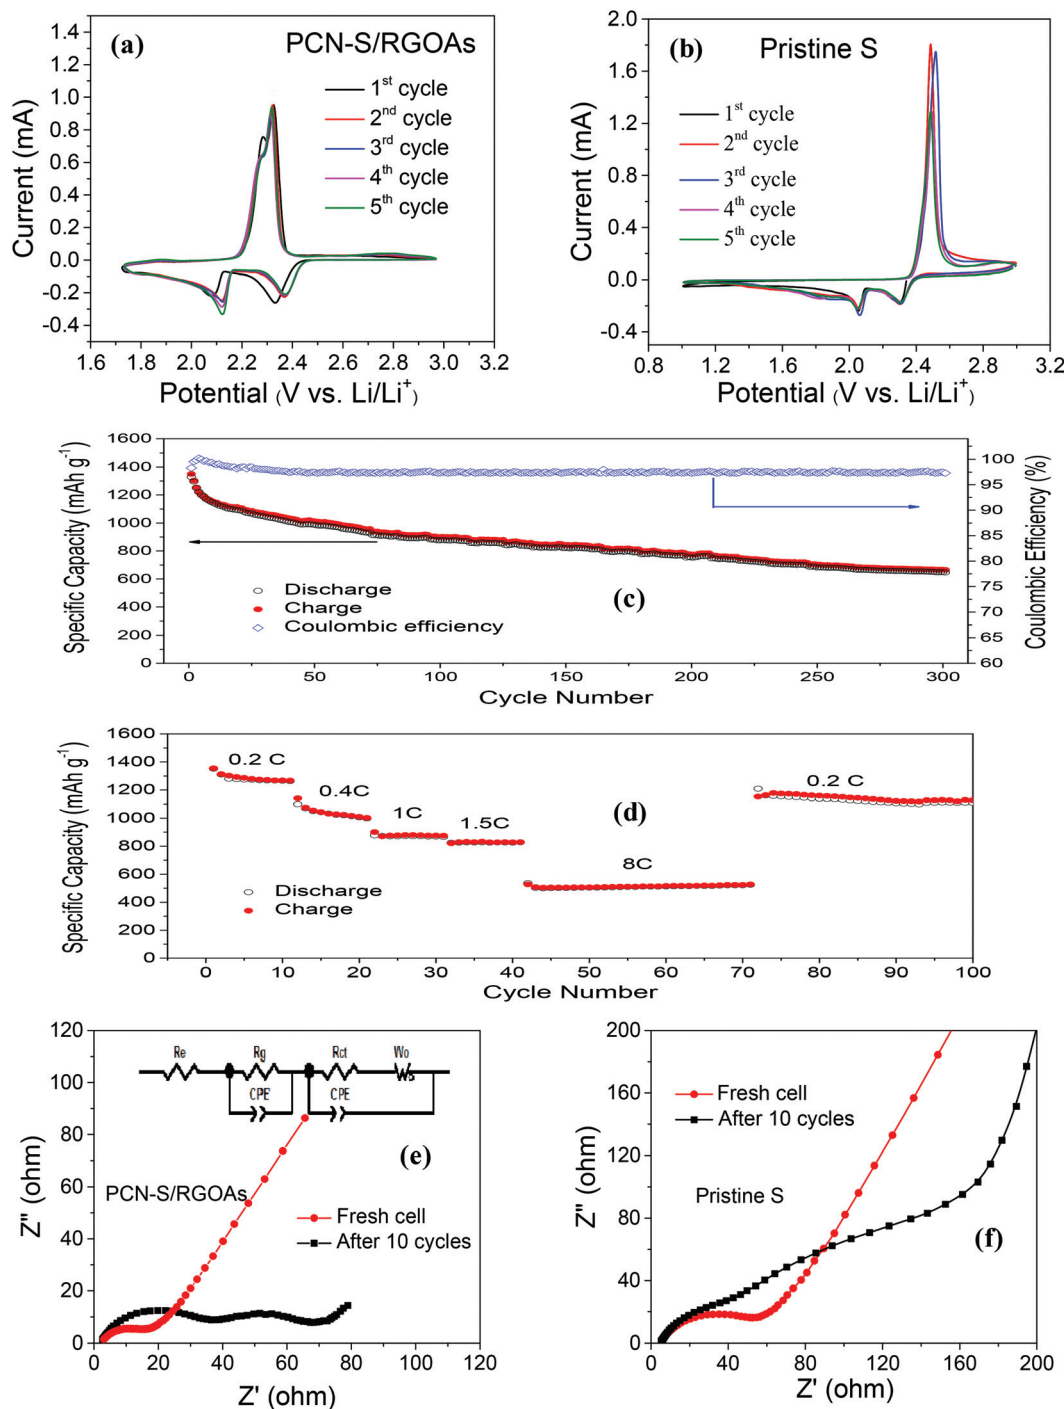 (a)
PCN-S/RGOAs
1st cycle
2nd cycle
3rd cycle
4th cycle
5th cycle
1.4
1.2
1.0
0.8
0.6
0.4
0.2
0.0
-0.2
-0.4
Current (mA)
1.6 1.8 2.0 2.2 2.4 2.6 2.8 3.0 3.2
Potential (V vs. Li/Li+)
(b)
Pristine S
1st cycle
2nd cycle
3rd cycle
4th cycle
5th cycle
2.0
1.6
1.2
0.8
0.4
0.0
-0.4
Current (mA)
0.8 1.2 1.6 2.0 2.4 2.8 3.2
Potential (V vs. Li/Li+)
1600
1400
1200
1000
800
600
400
200
0
Specific Capacity (mAh g-1)
Discharge
Charge
Coulombic efficiency
(c)
100
95
90
85
80
75
70
65
60
Coulombic Efficiency (%)
0 50 100 150 200 250 300
Cycle Number
1600
1400
1200
1000
800
600
400
200
0
Specific Capacity (mAh g-1)
0.2 C
0.4C
1C
1.5C
8C
0.2 C
(d)
Discharge
Charge
0 10 20 30 40 50 60 70 80 90 100
Cycle Number
120
100
80
60
40
20
0
Z" (ohm)
Re
Rg
Rct
Wo
CPE
CPE
(e)
PCN-S/RGOAs
Fresh cell
After 10 cycles
0 20 40 60 80 100 120
Z' (ohm)
200
160
120
80
40
0
Z" (ohm)
Fresh cell
After 10 cycles
Pristine S
(f)
0 40 80 120 160 200
Z' (ohm)